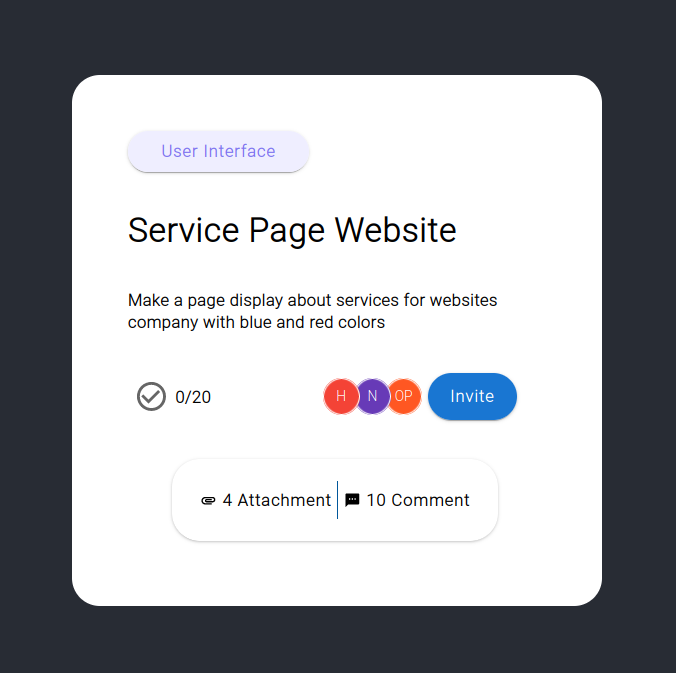 User Interface
Service Page Website
Make a page display about services for websites
company with blue and red colors
0/20 H N OP Invite
4 Attachment 10 Comment